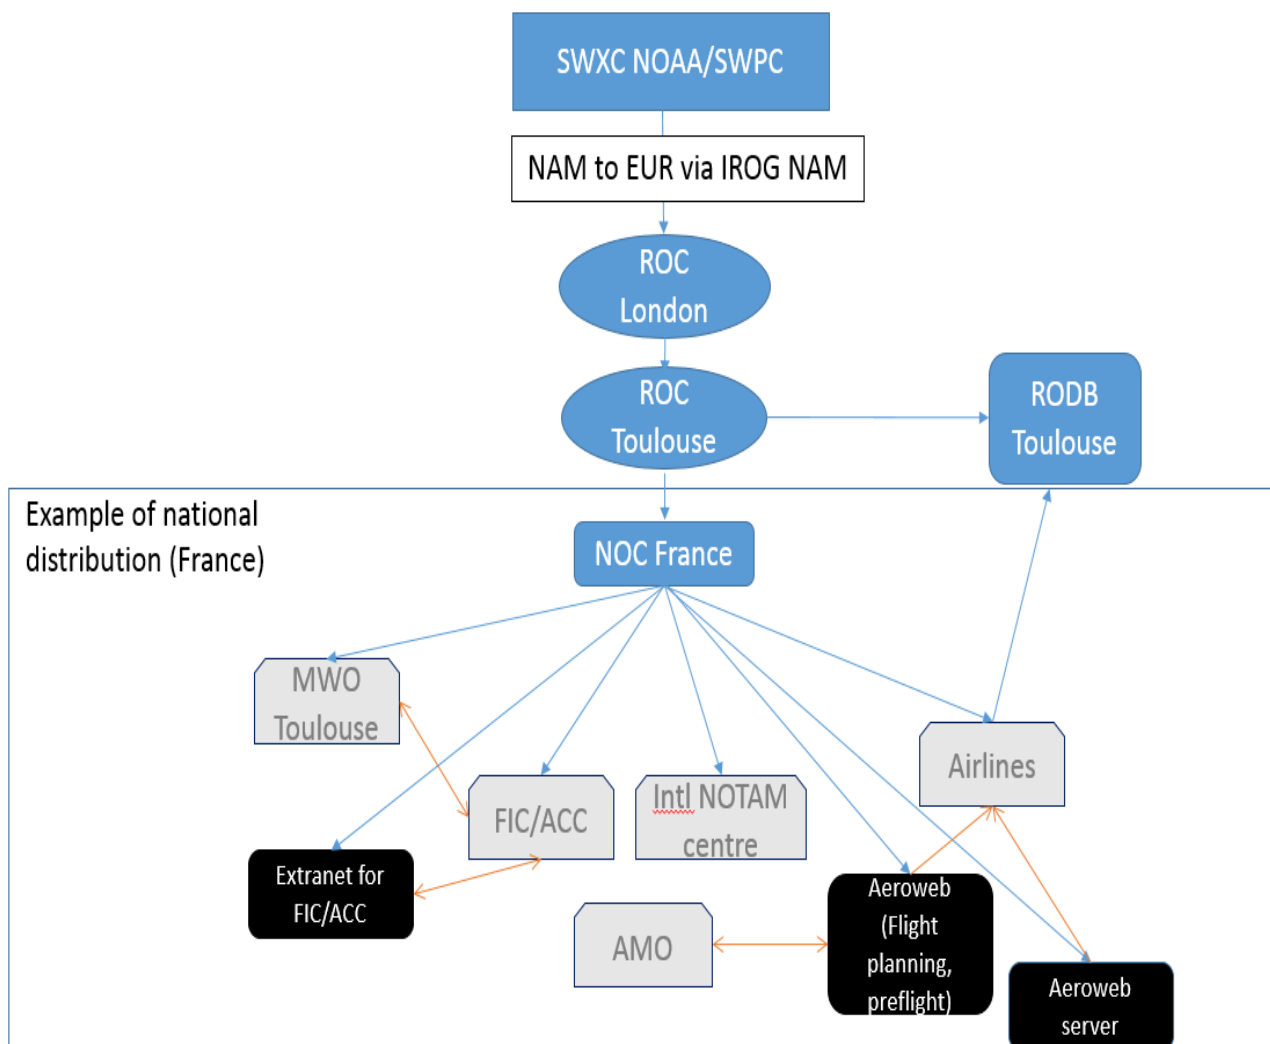 SWXC NOAA/SWPC
NAM to EUR via IROG NAM
ROC
London
ROC
Toulouse
RODB
Toulouse
Example of national
distribution (France)
NOC France
MWO
Toulouse
Airlines
FIC/ACC
Intl NOTAM
centre
Extranet for
FIC/ACC
Aeroweb
(Flight
planning,
preflight)
AMO
Aeroweb
server